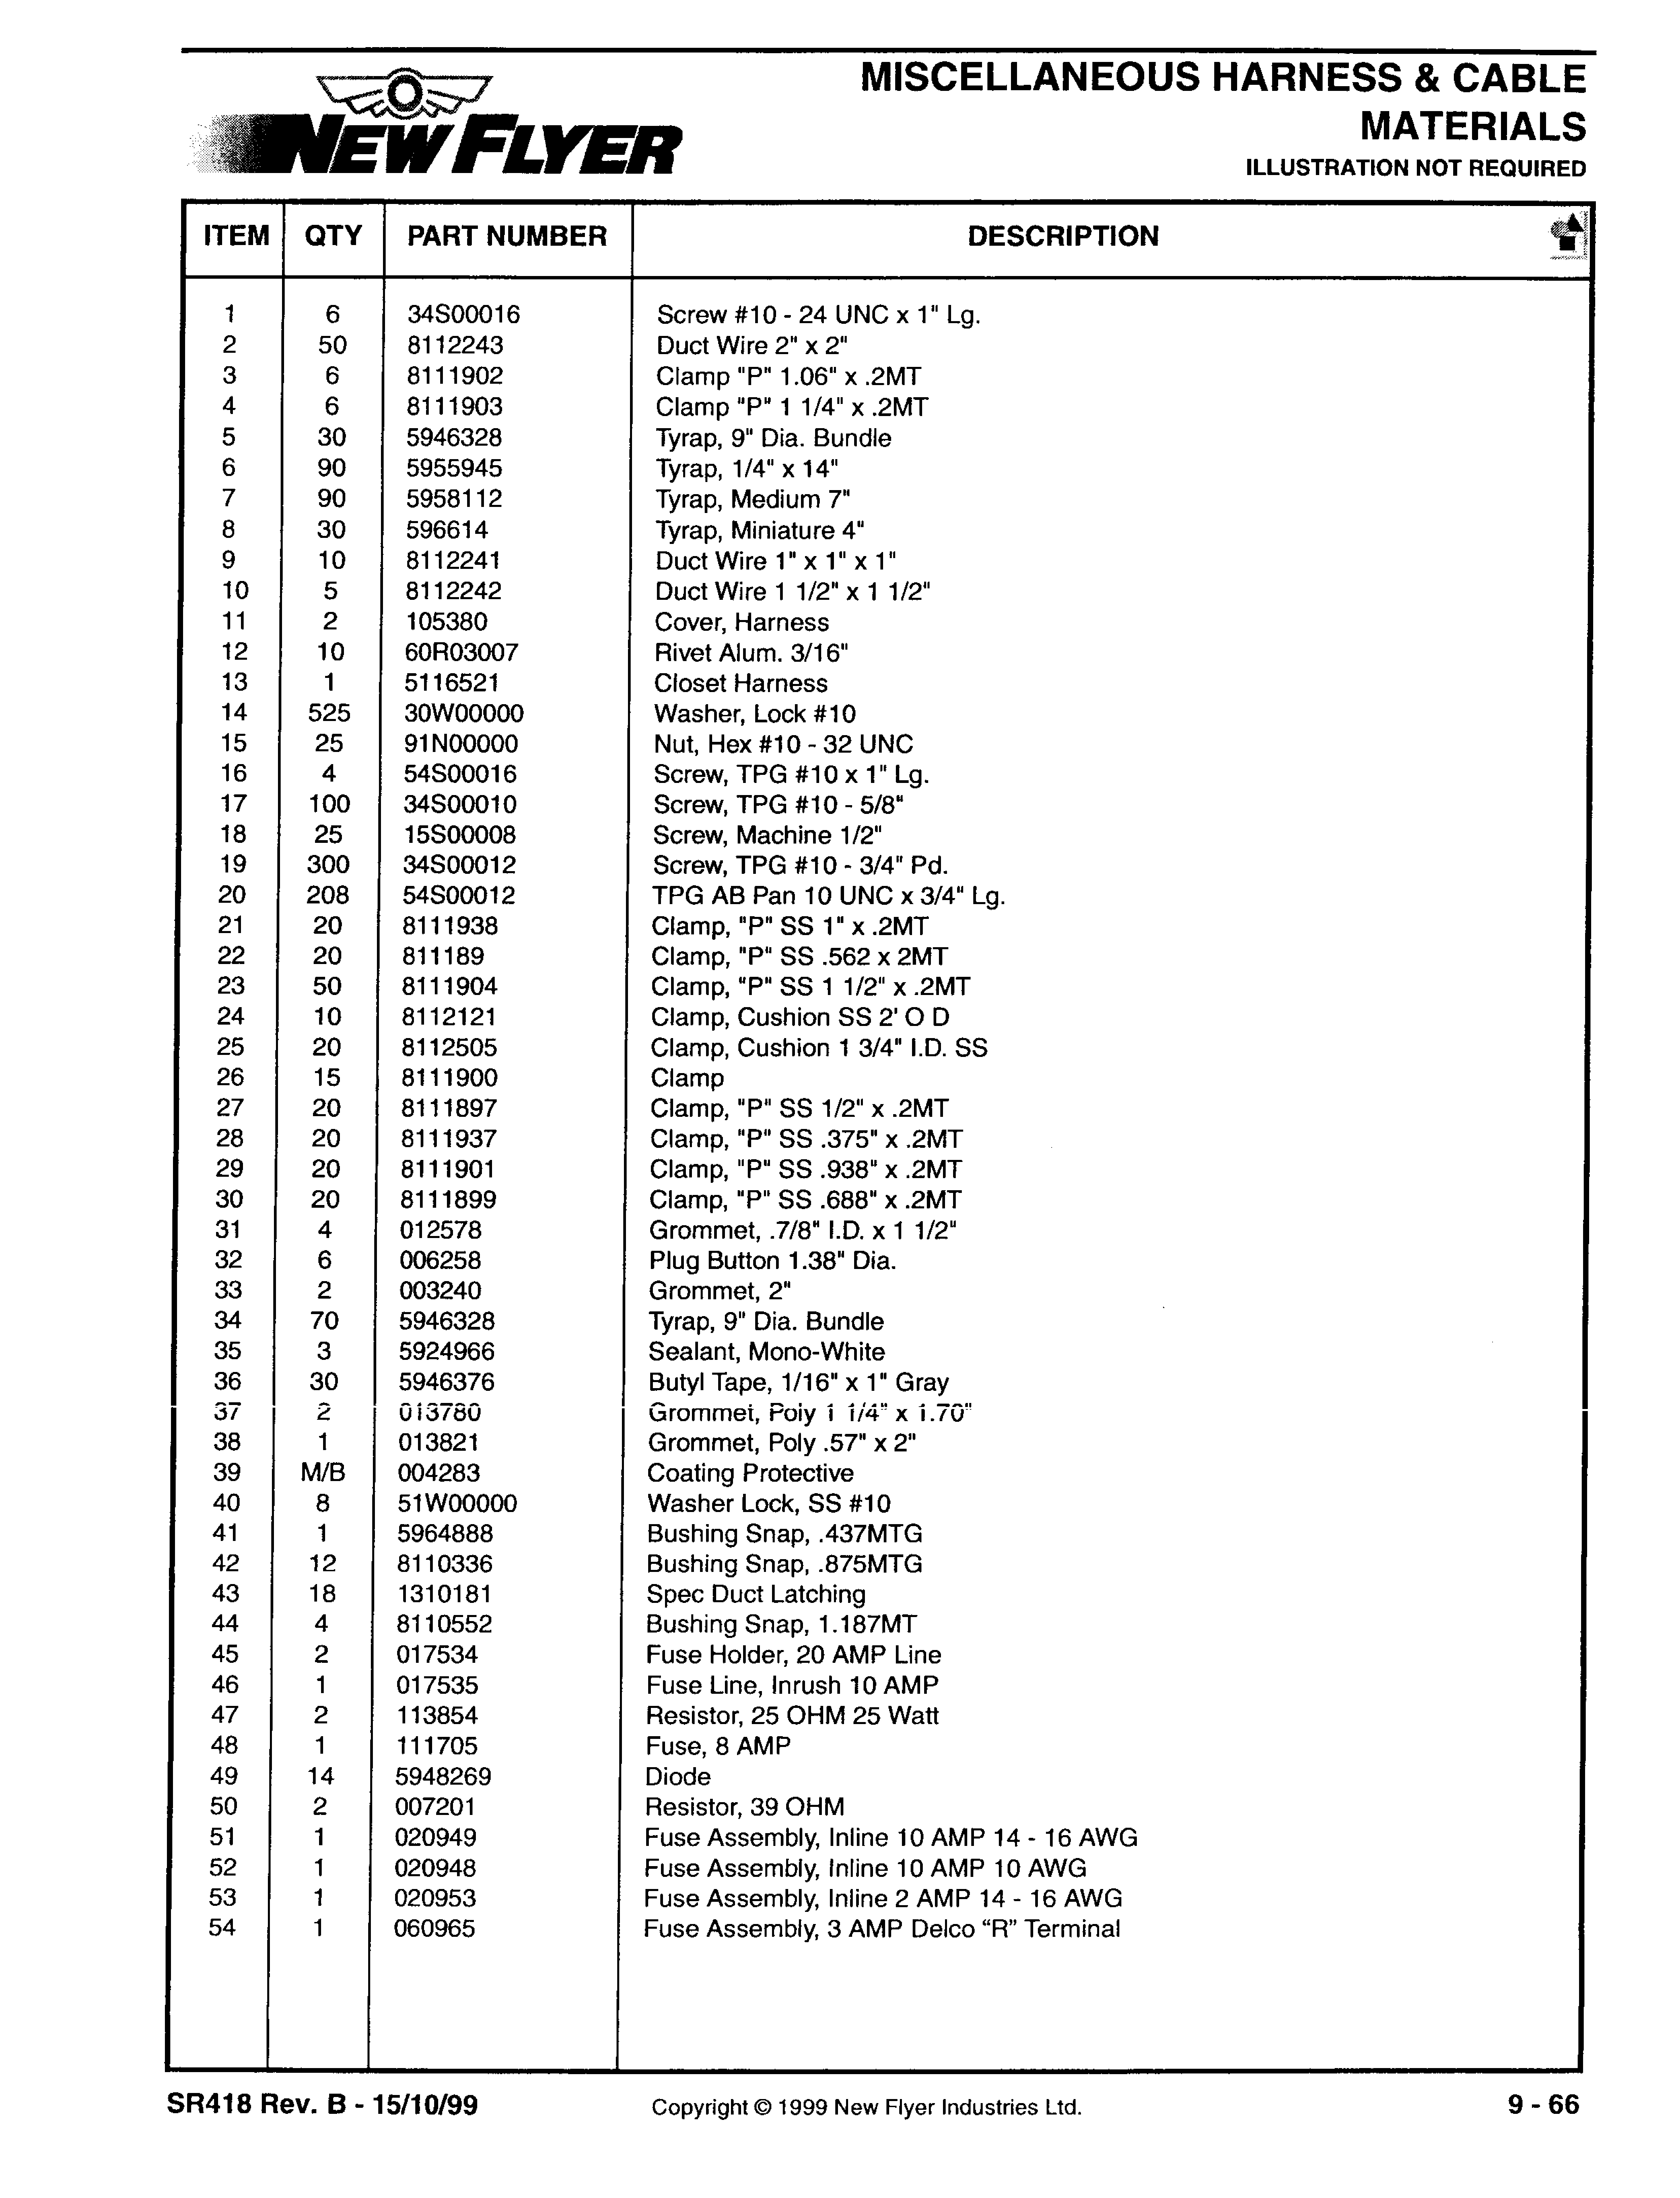 NEW FLYER
MISCELLANEOUS HARNESS & CABLE
MATERIALS
ILLUSTRATION NOT REQUIRED
ITEM QTY PART NUMBER DESCRIPTION
1 6 34S00016 Screw #10 - 24 UNC x 1" Lg.
2 50 8112243 Duct Wire 2" x 2"
3 6 8111902 Clamp "P" 1.06" x .2MT
4 6 8111903 Clamp "P" 1 1/4" x .2MT
5 30 5946328 Tyrap, 9" Dia. Bundle
6 90 5955945 Tyrap, 1/4" x 14"
7 90 5958112 Tyrap, Medium 7"
8 30 596614 Tyrap, Miniature 4"
9 10 8112241 Duct Wire 1" x 1" x 1"
10 5 8112242 Duct Wire 1 1/2" x 1 1/2"
11 2 105380 Cover, Harness
12 10 60R03007 Rivet Alum. 3/16"
13 1 5116521 Closet Harness
14 525 30W00000 Washer, Lock #10
15 25 91N00000 Nut, Hex #10 - 32 UNC
16 4 54S00016 Screw, TPG #10 x 1" Lg.
17 100 34S00010 Screw, TPG #10 - 5/8"
18 25 15S00008 Screw, Machine 1/2"
19 300 34S00012 Screw, TPG #10 - 3/4" Pd.
20 208 54S00012 TPG AB Pan 10 UNC x 3/4" Lg.
21 20 8111938 Clamp, "P" SS 1" x .2MT
22 20 811189 Clamp, "P" SS .562 x 2MT
23 50 8111904 Clamp, "P" SS 1 1/2" x .2MT
24 10 8112121 Clamp, Cushion SS 2' O D
25 20 8112505 Clamp, Cushion 1 3/4" I.D. SS
26 15 8111900 Clamp
27 20 8111897 Clamp, "P" SS 1/2" x .2MT
28 20 8111937 Clamp, "P" SS .375" x .2MT
29 20 8111901 Clamp, "P" SS .938" x .2MT
30 20 8111899 Clamp, "P" SS .688" x .2MT
31 4 012578 Grommet, .7/8" I.D. x 1 1/2"
32 6 006258 Plug Button 1.38" Dia.
33 2 003240 Grommet, 2"
34 70 5946328 Tyrap, 9" Dia. Bundle
35 3 5924966 Sealant, Mono-White
36 30 5946376 Butyl Tape, 1/16" x 1" Gray
37 2 013780 Grommet, Poly 1 1/4" x 1.70"
38 1 013821 Grommet, Poly .57" x 2"
39 M/B 004283 Coating Protective
40 8 51W00000 Washer Lock, SS #10
41 1 5964888 Bushing Snap, .437MTG
42 12 8110336 Bushing Snap, .875MTG
43 18 1310181 Spec Duct Latching
44 4 8110552 Bushing Snap, 1.187MT
45 2 017534 Fuse Holder, 20 AMP Line
46 1 017535 Fuse Line, Inrush 10 AMP
47 2 113854 Resistor, 25 OHM 25 Watt
48 1 111705 Fuse, 8 AMP
49 14 5948269 Diode
50 2 007201 Resistor, 39 OHM
51 1 020949 Fuse Assembly, Inline 10 AMP 14 - 16 AWG
52 1 020948 Fuse Assembly, Inline 10 AMP 10 AWG
53 1 020953 Fuse Assembly, Inline 2 AMP 14 - 16 AWG
54 1 060965 Fuse Assembly, 3 AMP Delco “R” Terminal
SR418 Rev. B - 15/10/99 Copyright © 1999 New Flyer Industries Ltd. 9 - 66